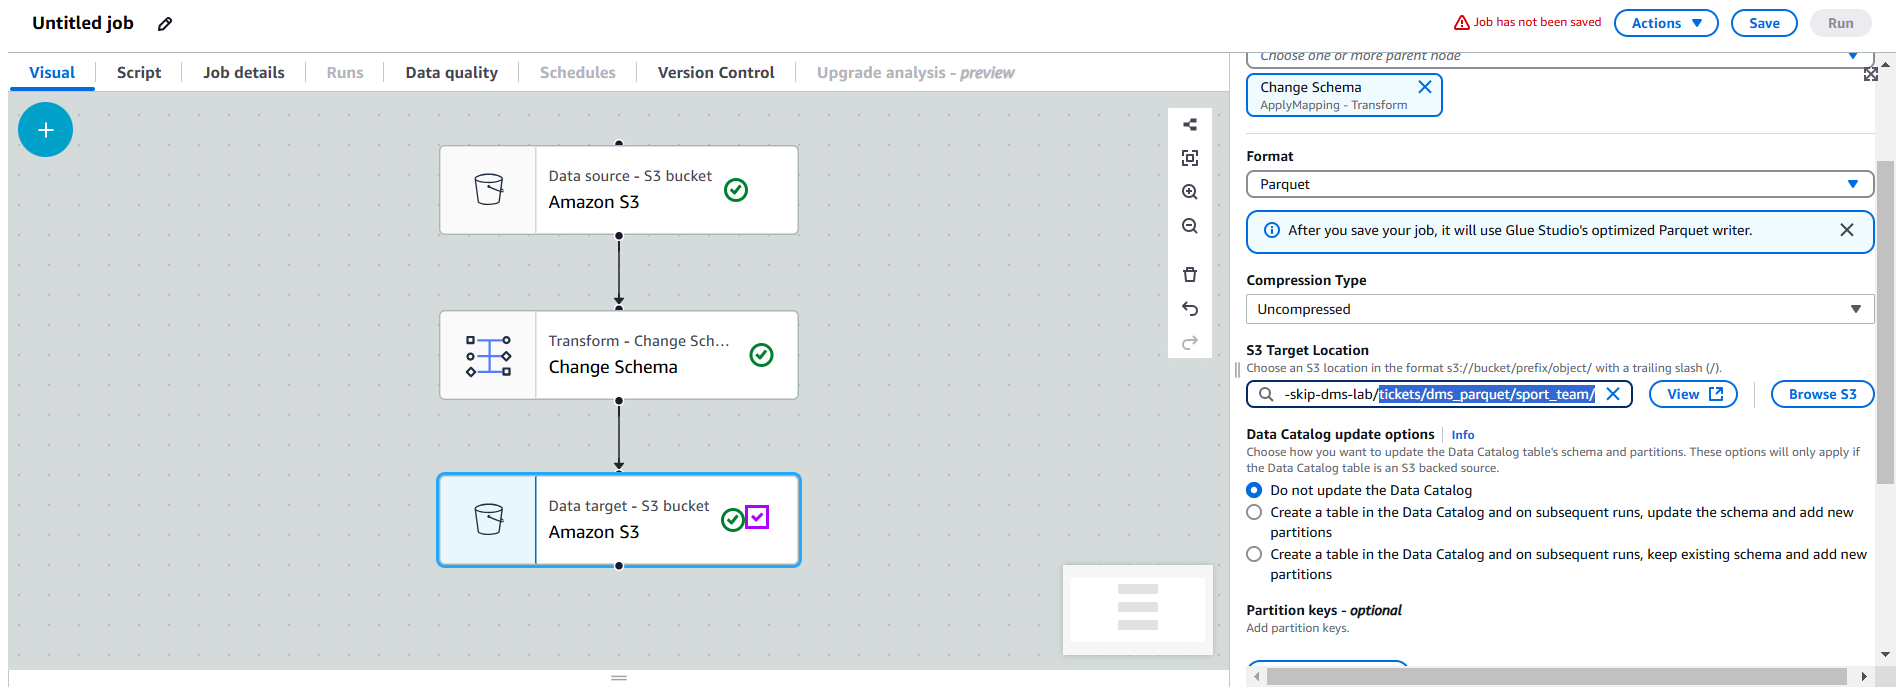 Untitled job
Job has not been saved
Actions
Save
Run
Visual
Script
Job details
Runs
Data quality
Schedules
Version Control
Upgrade analysis - preview
Data source - S3 bucket
Amazon S3
Transform - Change Sch...
Change Schema
Data target - S3 bucket
Amazon S3
Choose one or more parent node
Change Schema
ApplyMapping - Transform
Format
Parquet
After you save your job, it will use Glue Studio's optimized Parquet writer.
Compression Type
Uncompressed
S3 Target Location
Choose an S3 location in the format s3://bucket/prefix/object/ with a trailing slash (/).
-skip-dms-lab/tickets/dms_parquet/sport_team/
View
Browse S3
Data Catalog update options
Info
Choose how you want to update the Data Catalog table's schema and partitions. These options will only apply if
the Data Catalog table is an S3 backed source.
Do not update the Data Catalog
Create a table in the Data Catalog and on subsequent runs, update the schema and add new
partitions
Create a table in the Data Catalog and on subsequent runs, keep existing schema and add new
partitions
Partition keys - optional
Add partition keys.